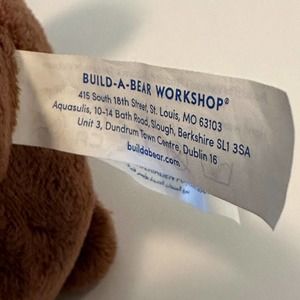 BUILD-A-BEAR WORKSHOP®
415 South 18th Street, St. Louis, MO 63103
Aquasulis, 10-14 Bath Road, Slough, Berkshire SL1 3SA
Unit 3, Dundrum Town Centre, Dublin 16
buildabear.com